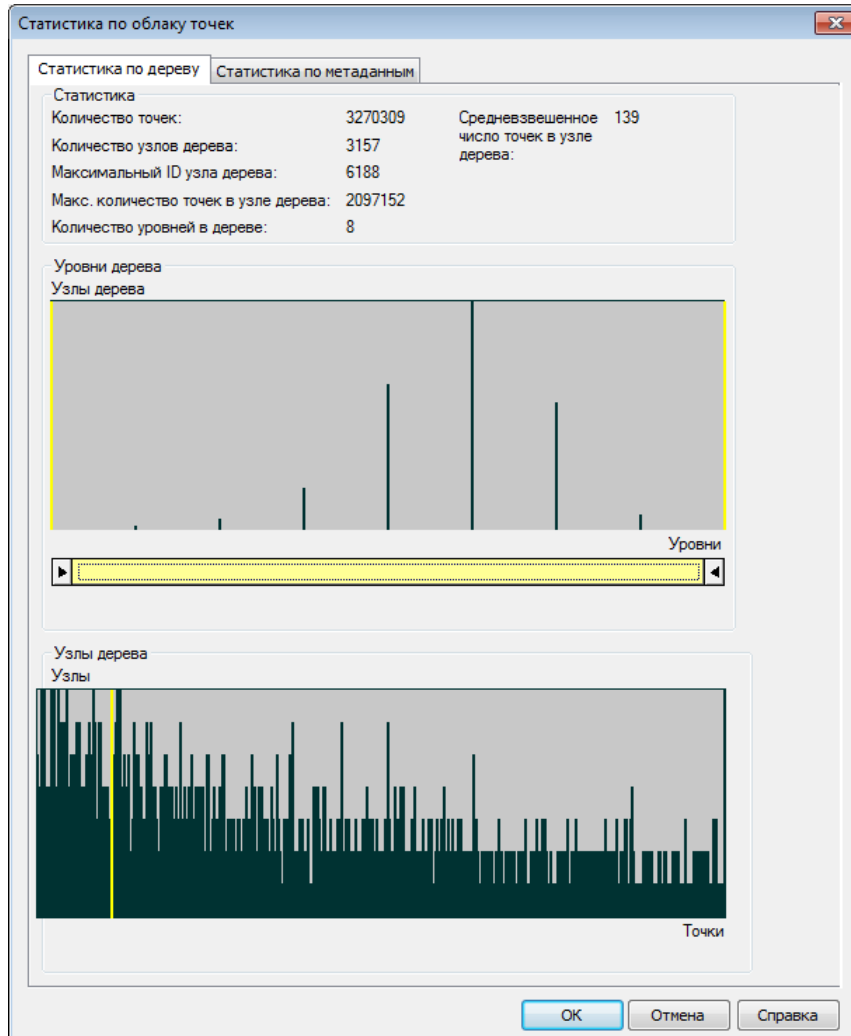 Статистика по облаку точек
Статистика по дереву
Статистика по метаданным
Статистика
Количество точек: 3270309
Средневзвешенное число точек в узле дерева: 139
Количество узлов дерева: 3157
Максимальный ID узла дерева: 6188
Макс. количество точек в узле дерева: 2097152
Количество уровней в дереве: 8
Уровни дерева
Узлы дерева
Уровни
Узлы дерева
Узлы
Точки
OK
Отмена
Справка